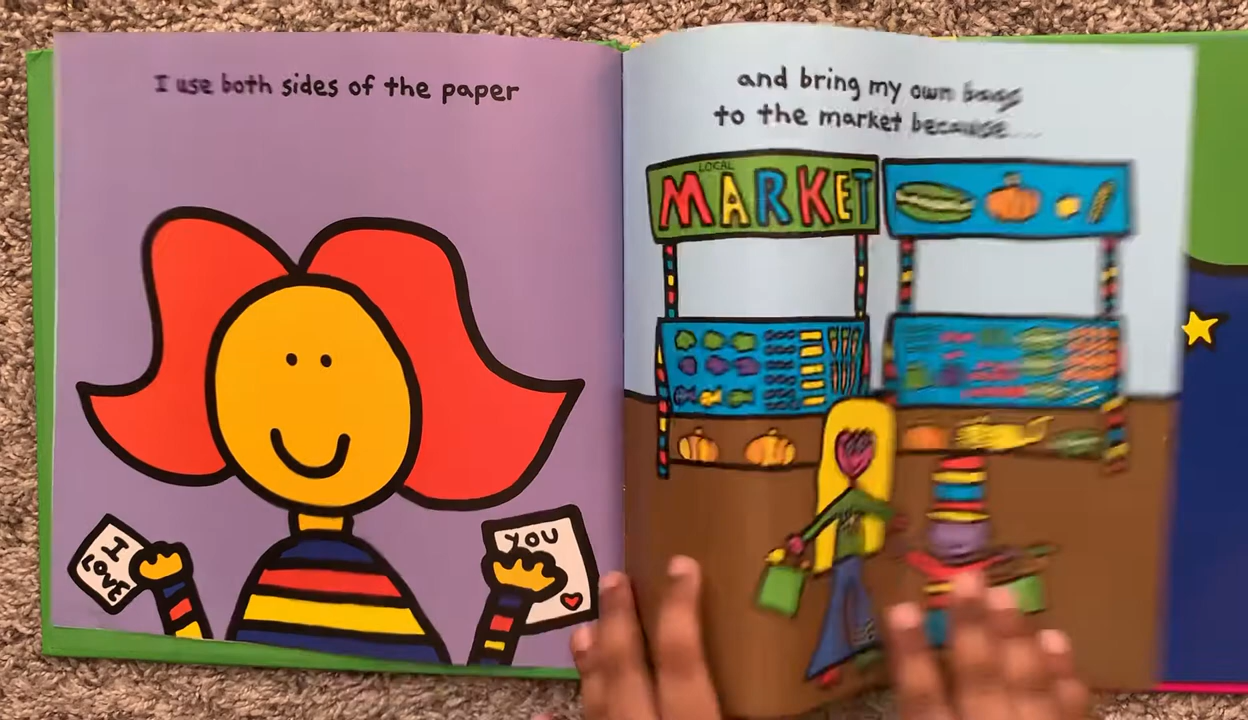 I use both sides of the paper
and bring my own bags
to the market because....
LOCAL
MARKET
I
LOVE
YOU